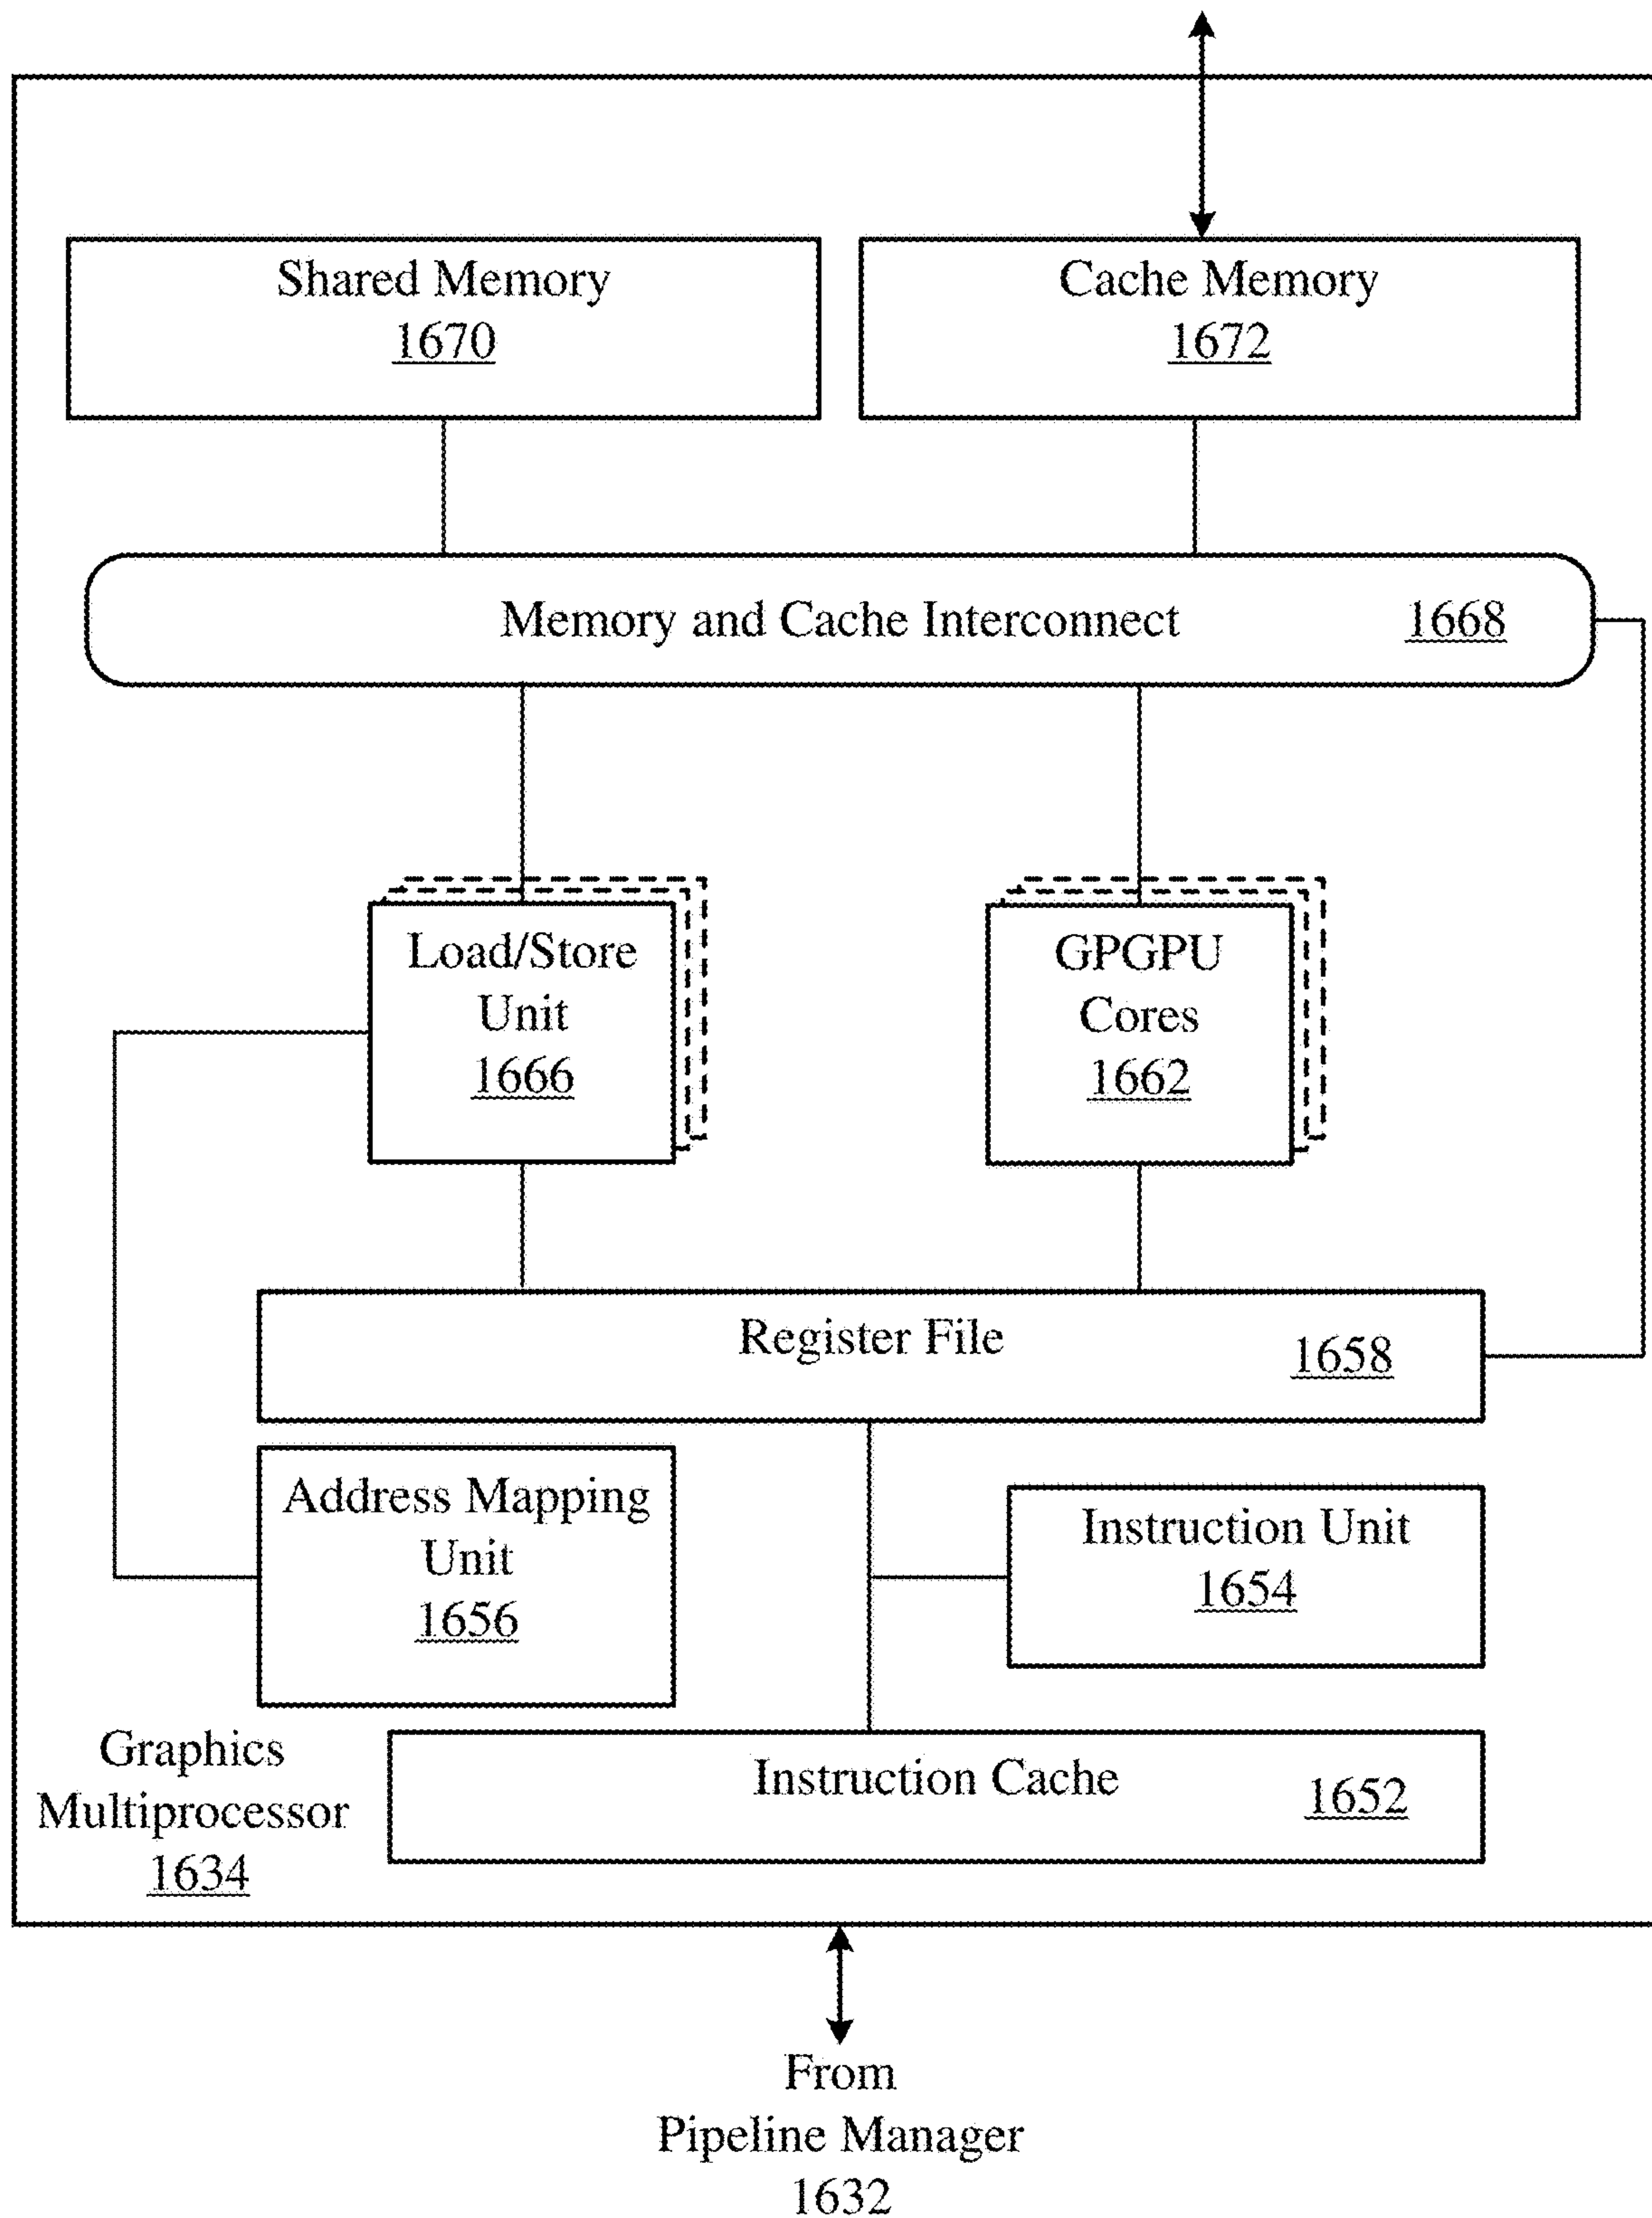 Shared Memory
1670
Cache Memory
1672
Memory and Cache Interconnect 1668
Load/Store
Unit
1666
GPGPU
Cores
1662
Register File 1658
Address Mapping
Unit
1656
Instruction Unit
1654
Graphics
Multiprocessor
1634
Instruction Cache 1652
From
Pipeline Manager
1632